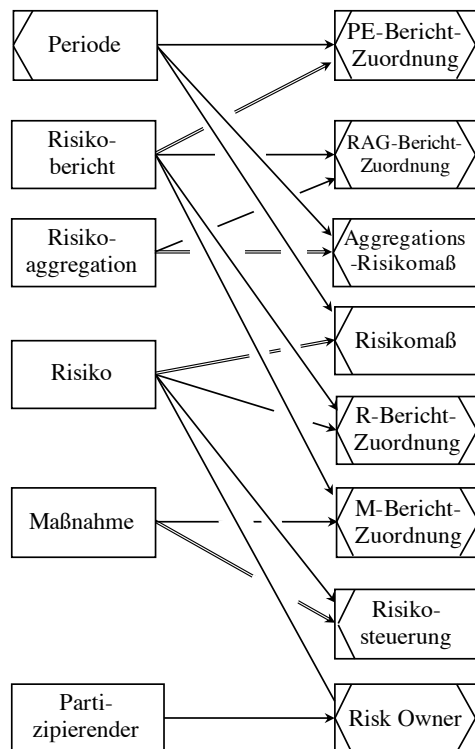 Periode
PE-Bericht-
Zuordnung
Risiko-
bericht
RAG-Bericht-
Zuordnung
Risiko-
aggregation
Aggregations
-Risikomaß
Risikomaß
Risiko
R-Bericht-
Zuordnung
Maßnahme
M-Bericht-
Zuordnung
Risiko-
steuerung
Parti-
zipierender
Risk Owner